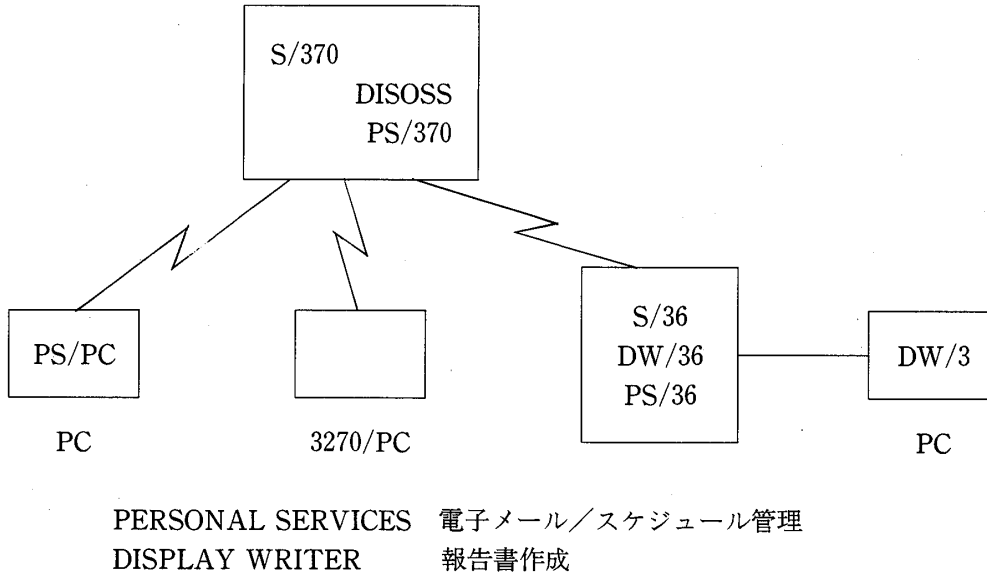 S/370
DISOSS
PS/370
PS/PC
PC
3270/PC
S/36
DW/36
PS/36
DW/3
PC
PERSONAL SERVICES 電子メール／スケジュール管理
DISPLAY WRITER 報告書作成